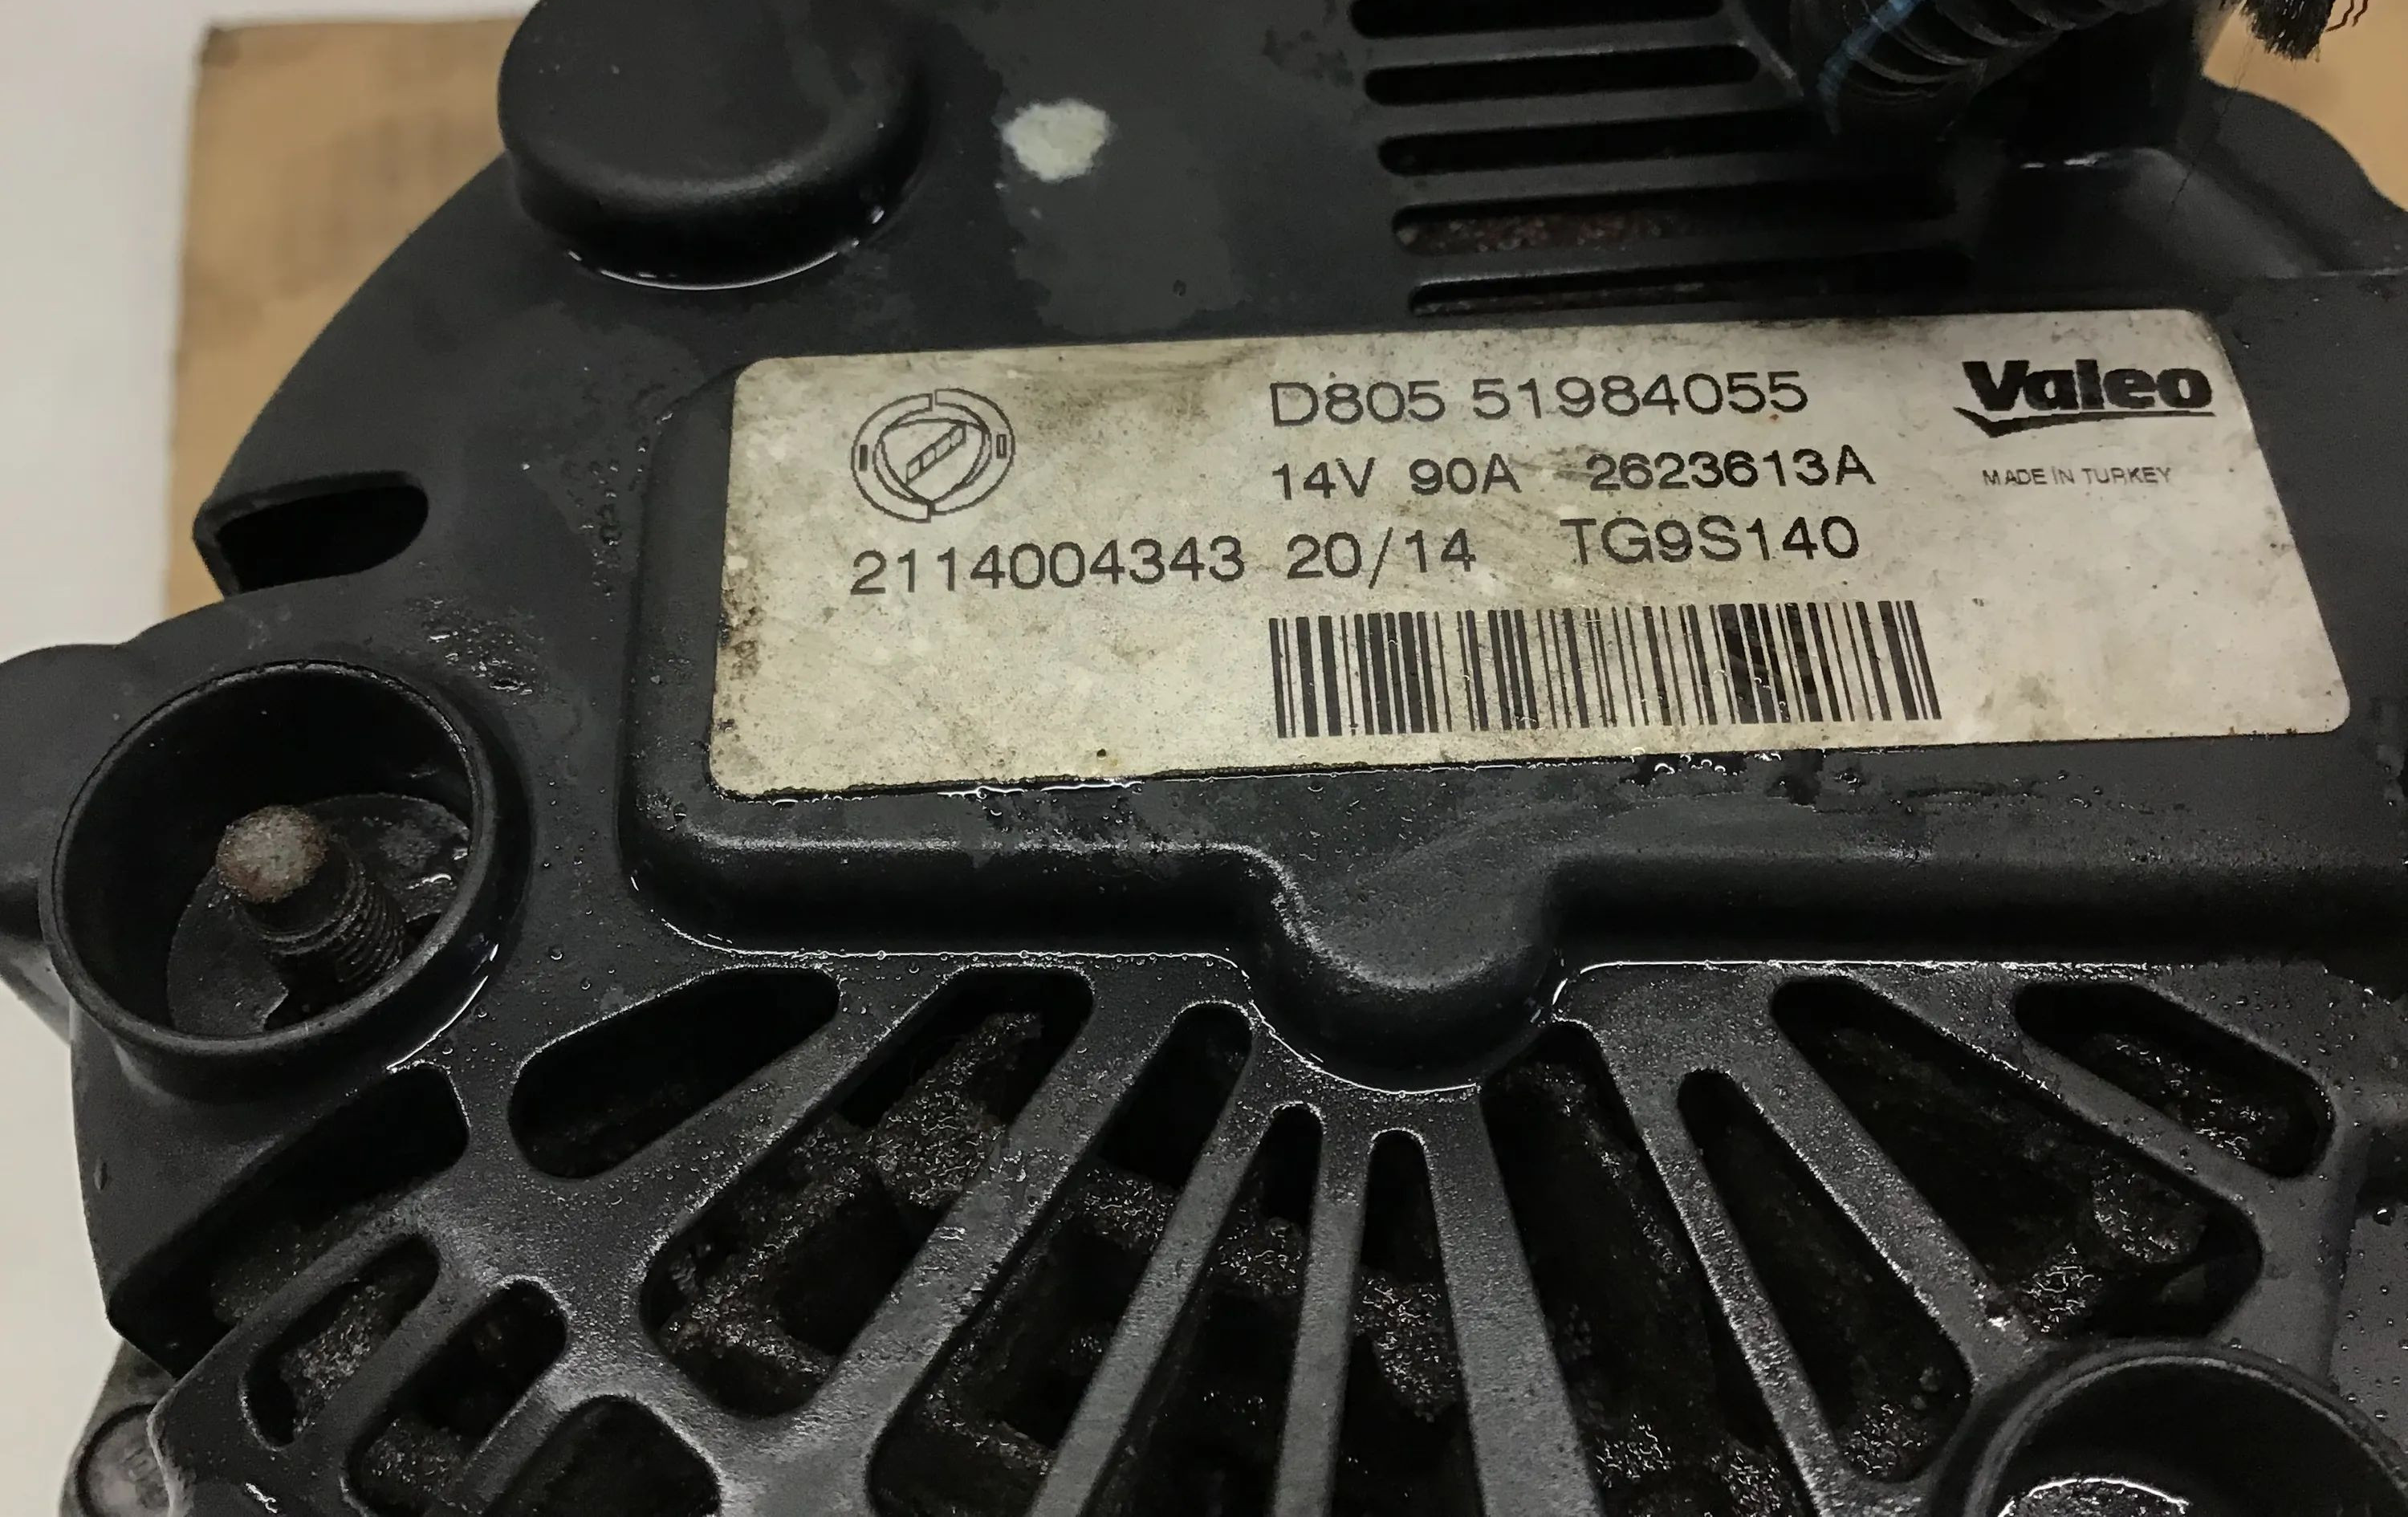 D805 51984055
Valeo
14V 90A 2623613A
MADE IN TURKEY
2114004343 20/14 TG9S140